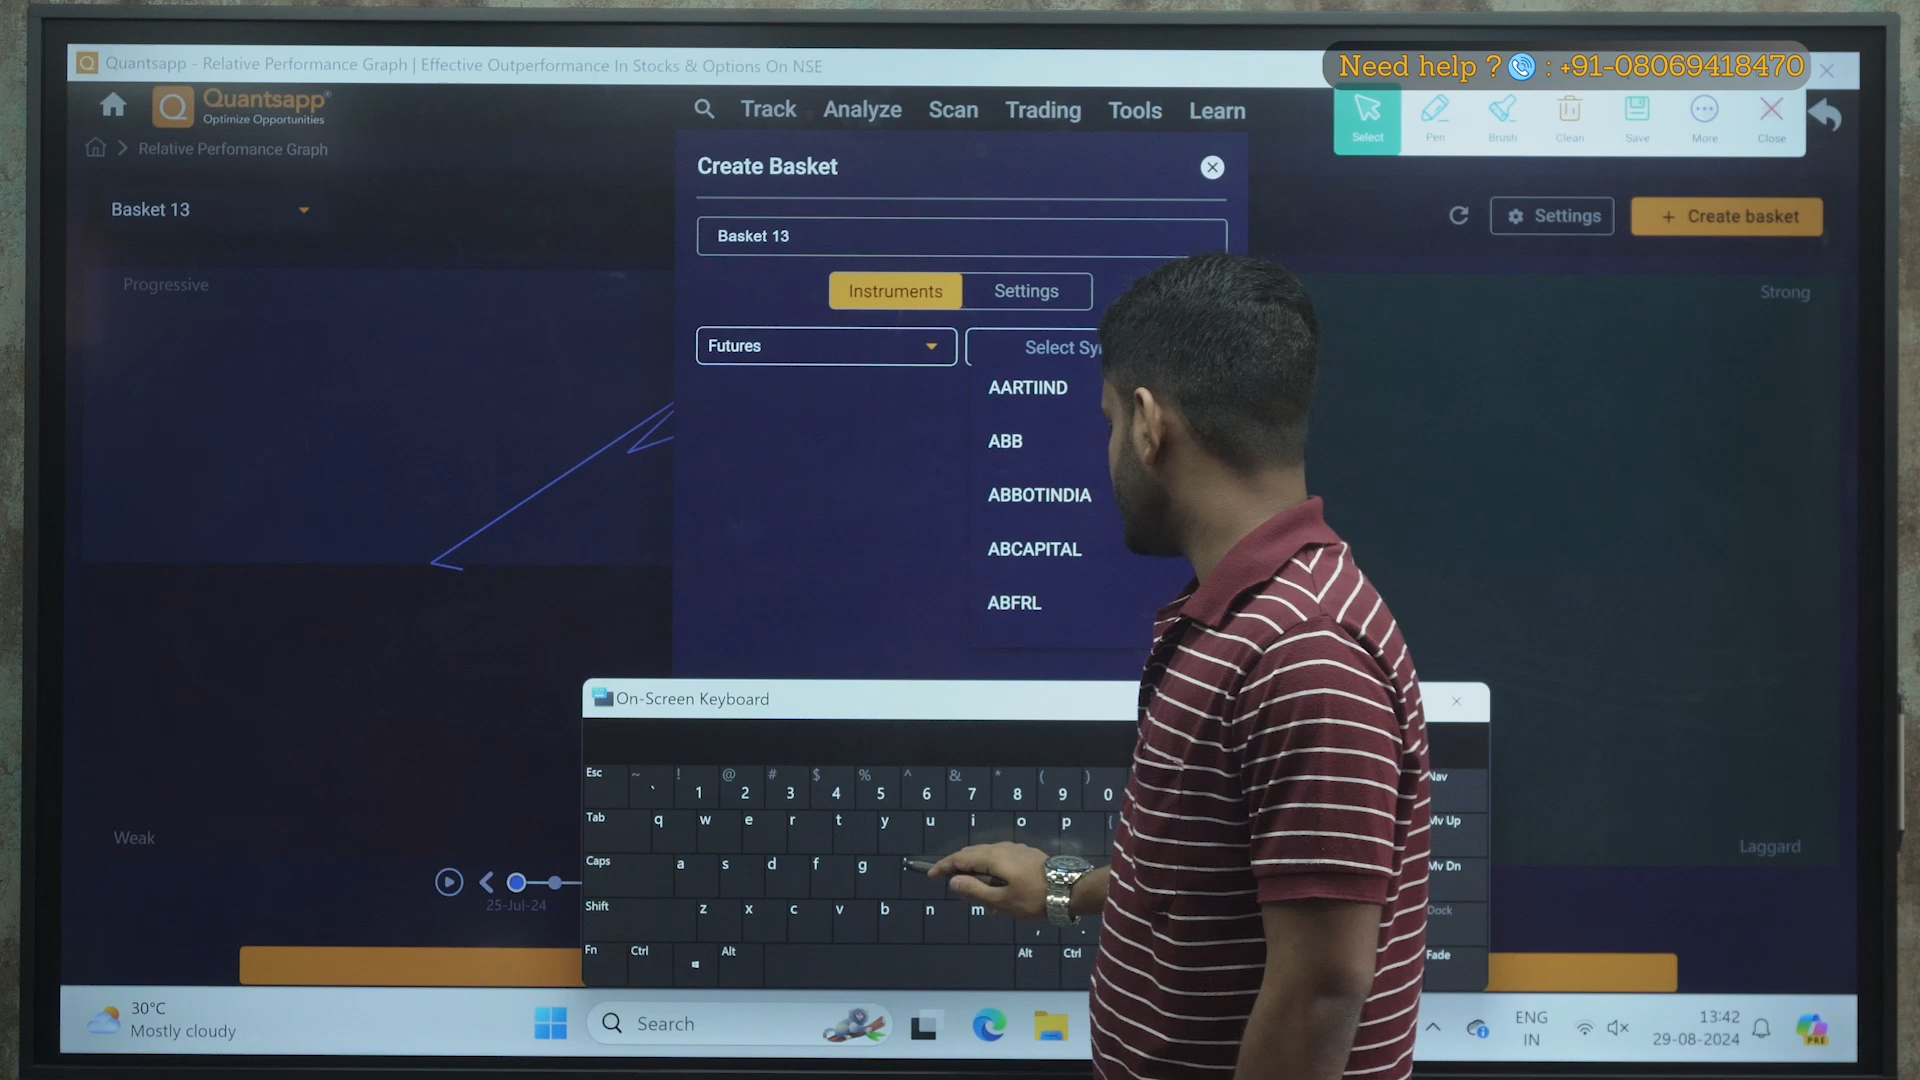 Quantsapp - Relative Performance Graph | Effective Outperformance In Stocks & Options On NSE
Need help ? : +91-08069418470
Quantsapp
Optimize Opportunities
Track Analyze Scan Trading Tools Learn
Select Pen Brush Clean Save More Close
Relative Perfomance Graph
Create Basket
Basket 13
Basket 13
Settings
+ Create basket
Progressive
Strong
Instruments Settings
Futures
Select
AARTIIND
ABB
ABBOTINDIA
ABCAPITAL
ABFRL
On-Screen Keyboard
Esc ~ ` ! 1 @ 2 # 3 $ 4 % 5 ^ 6 & 7 * 8 ( 9 ) 0 Nav
Tab q w e r t y u i o p { Mv Up
Caps a s d f g Mv Dn
Shift z x c v b n m , . Dock
Fn Ctrl Alt Alt Ctrl Fade
Weak
Laggard
25-Jul-24
30°C
Mostly cloudy
Search
ENG
IN
13:42
29-08-2024
PRE